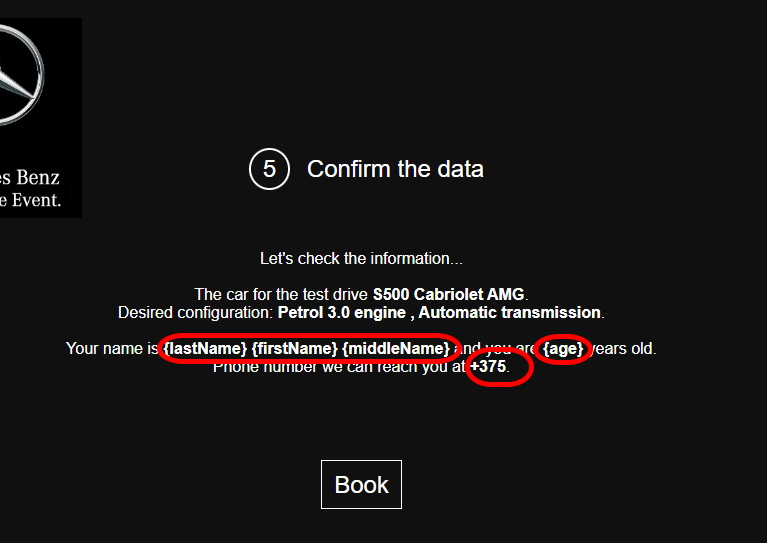 es Benz
e Event.
5 Confirm the data
Let's check the information...
The car for the test drive S500 Cabriolet AMG.
Desired configuration: Petrol 3.0 engine , Automatic transmission.
Your name is {lastName} {firstName} {middleName} and you are {age} years old.
Phone number we can reach you at +375.
Book